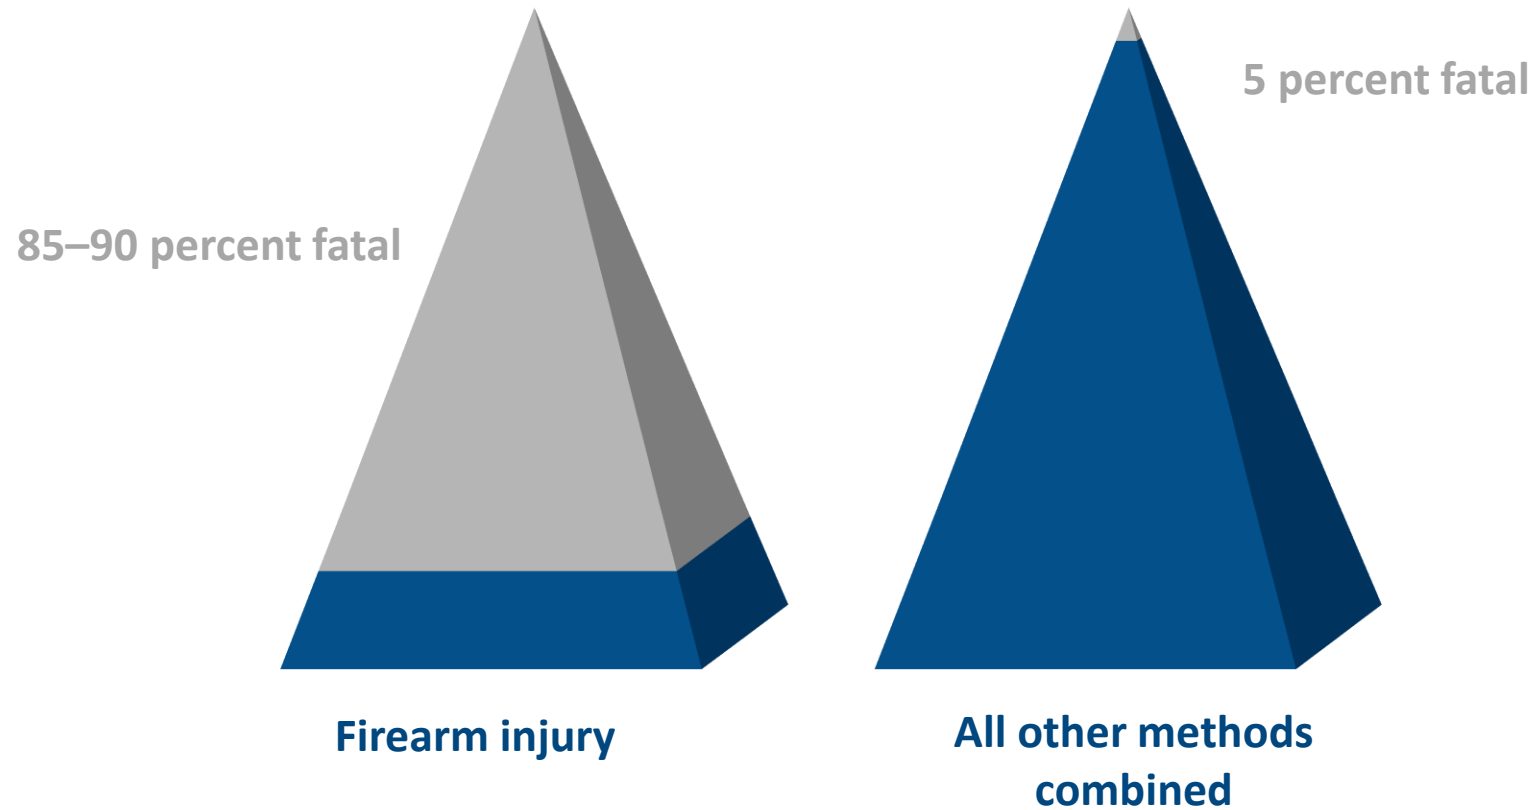 5 percent fatal
85–90 percent fatal
Firearm injury
All other methods
combined